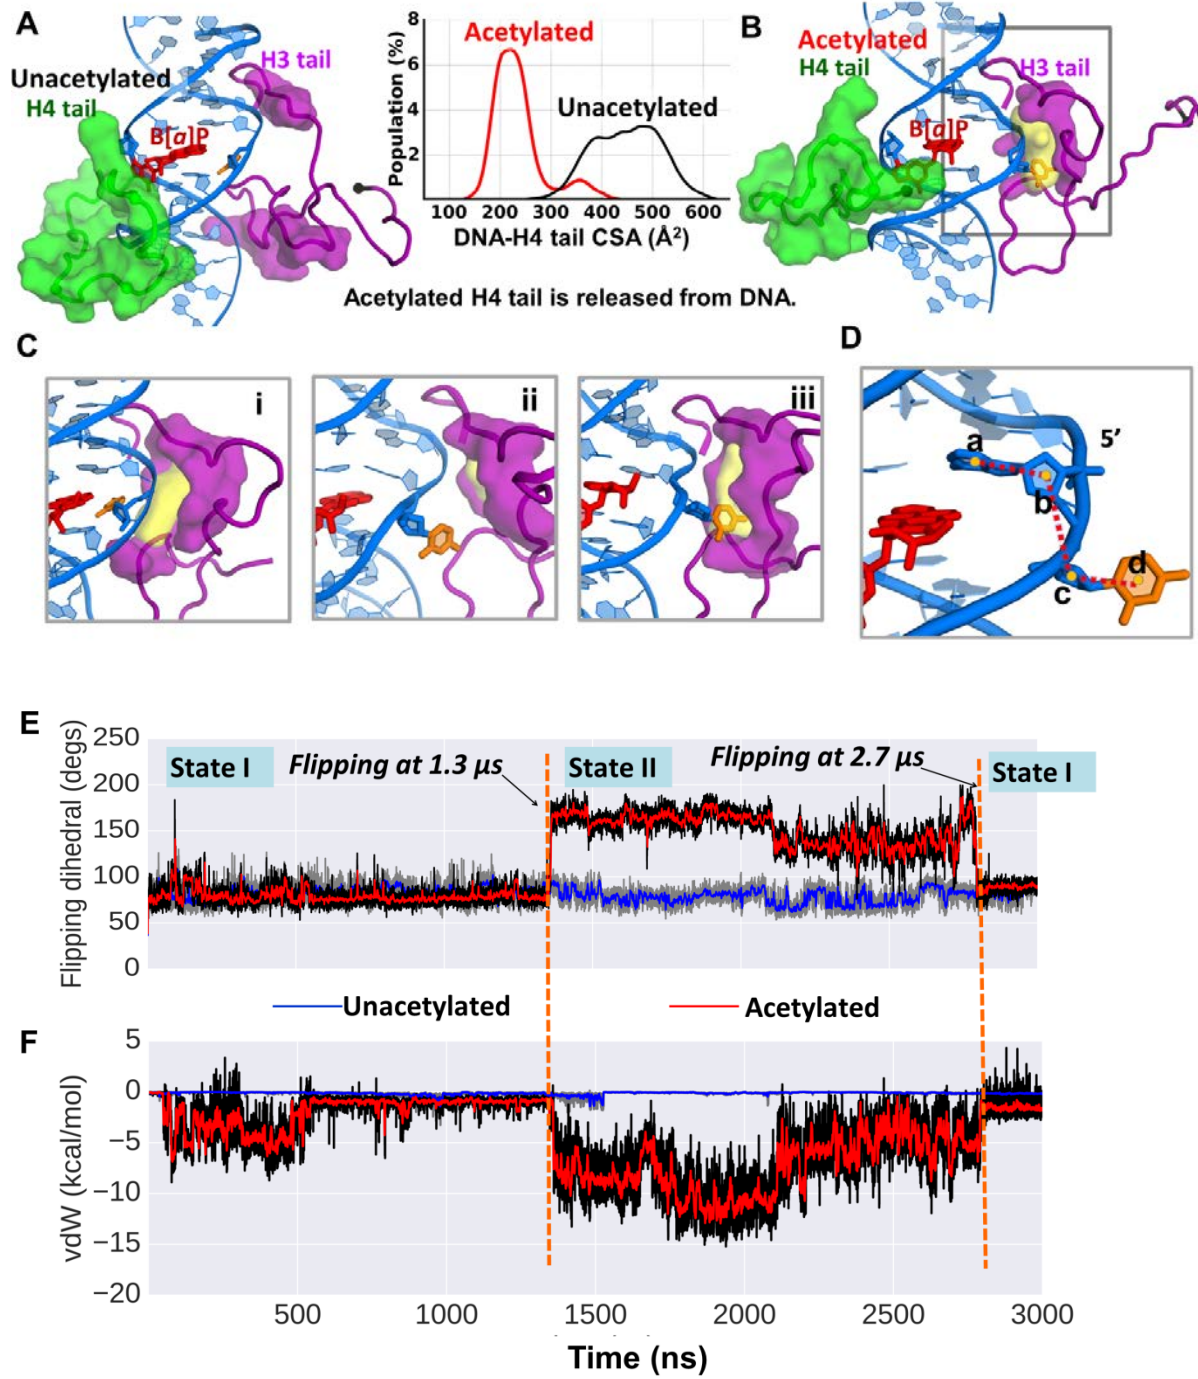 A
Unacetylated
H4 tail
B[a]P
H3 tail
Population (%)
8
6
4
2
Acetylated
Unacetylated
100 200 300 400 500 600
DNA-H4 tail CSA (Å²)
B
Acetylated
H4 tail
B[a]P
H3 tail
Acetylated H4 tail is released from DNA.
C
i
ii
iii
D
a
b
c
d
5’
E
Flipping dihedral (degs)
250
200
150
100
50
0
State I
Flipping at 1.3 µs
State II
Flipping at 2.7 µs
State I
Unacetylated
Acetylated
F
vdW (kcal/mol)
5
0
−5
−10
−15
−20
500 1000 1500 2000 2500 3000
Time (ns)